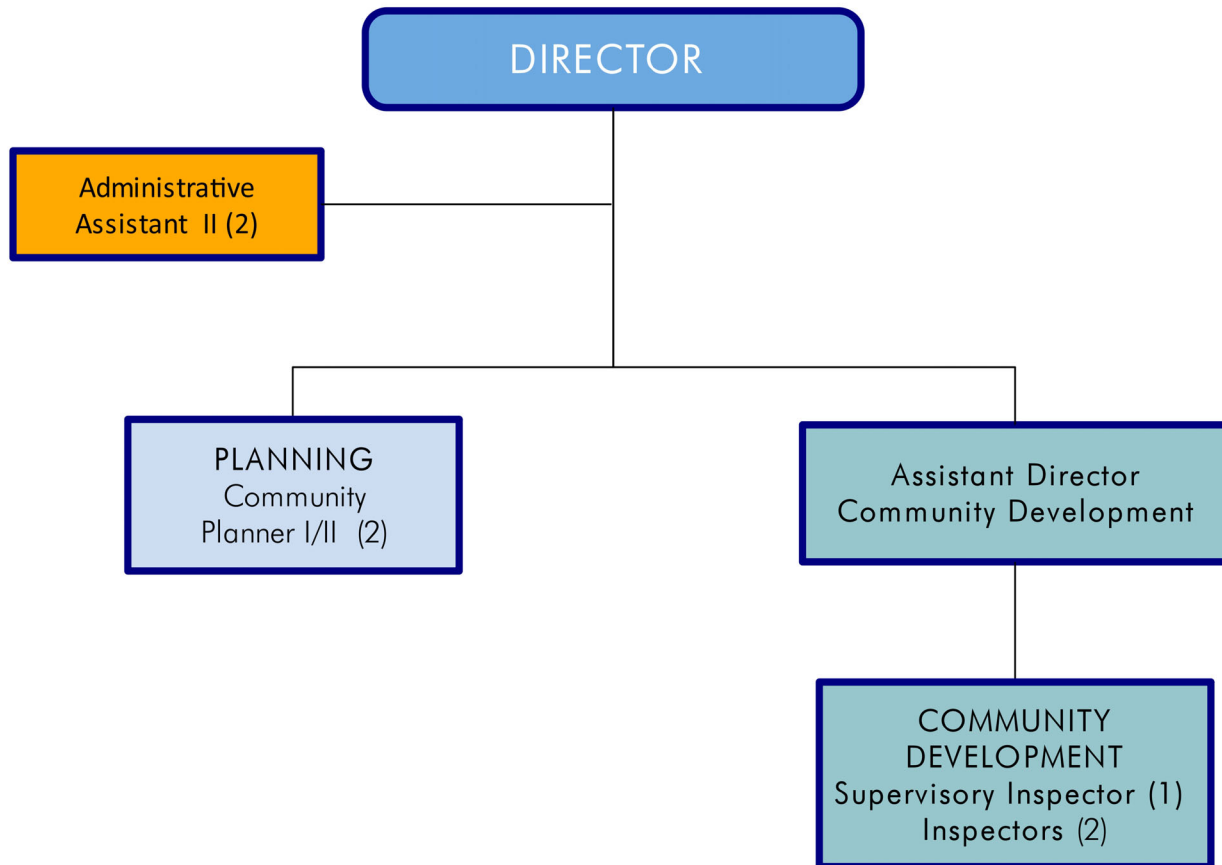 DIRECTOR
Administrative
Assistant II (2)
PLANNING
Community
Planner I/II (2)
Assistant Director
Community Development
COMMUNITY
DEVELOPMENT
Supervisory Inspector (1)
Inspectors (2)